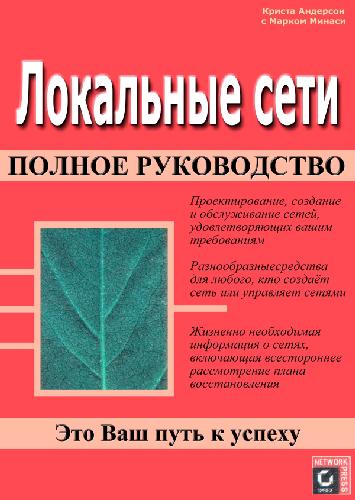 Криста Андерсон
с Марком Минаси
Локальные сети
ПОЛНОЕ РУКОВОДСТВО
Проектирование, создание
и обслуживание сетей,
удовлетворяющих вашим
требованиям
Разнообразныесредства
для любого, кто создаёт
сеть или управляет сетями
Жизненно необходимая
информация о сетях,
включающая всестороннее
рассмотрение плана
восстановления
Это Ваш путь к успеху
NETWORK
PRESS